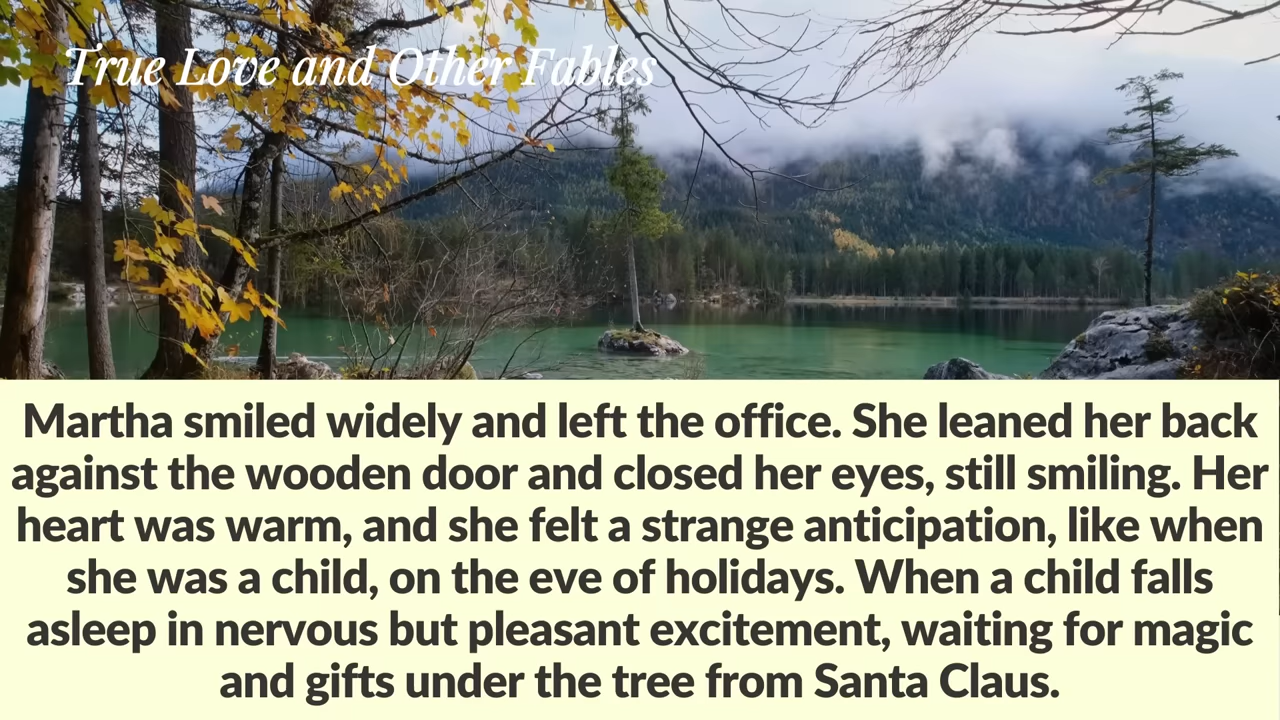 True Love and Other Fables
Martha smiled widely and left the office. She leaned her back
against the wooden door and closed her eyes, still smiling. Her
heart was warm, and she felt a strange anticipation, like when
she was a child, on the eve of holidays. When a child falls
asleep in nervous but pleasant excitement, waiting for magic
and gifts under the tree from Santa Claus.